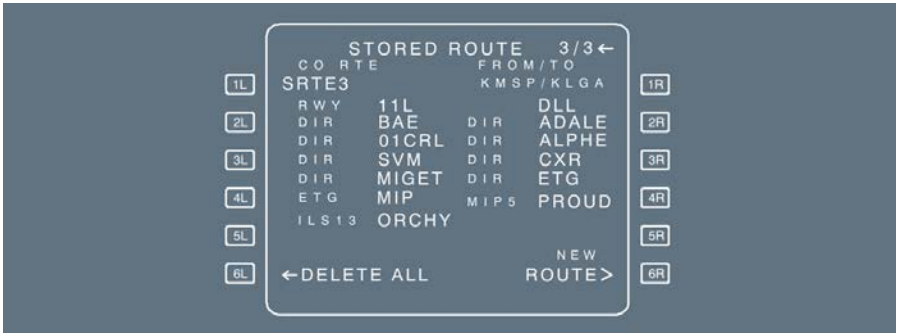 STORED ROUTE 3/3←
CO RTE FROM/TO
1L SRTE3 KMSP/KLGA 1R
RWY 11L DLL
2L DIR BAE DIR ADALE 2R
DIR 01CRL DIR ALPHE
3L DIR SVM DIR CXR 3R
DIR MIGET DIR ETG
4L ETG MIP MIP5 PROUD 4R
ILS13 ORCHY
5L 5R
NEW
6L ←DELETE ALL ROUTE> 6R